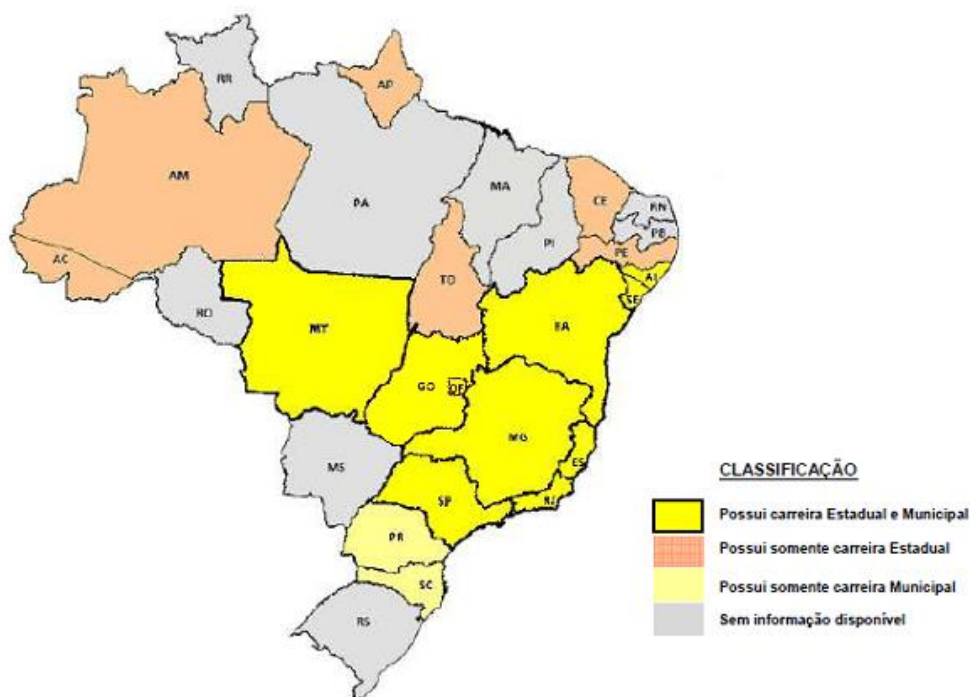 RR
AP
AM
PA
MA
CE
RN
PB
PI
PE
AC
TO
AL
SE
RO
MT
BA
GO
DF
MG
MS
ES
SP
RJ
PR
SC
RS
CLASSIFICAÇÃO
Possui carreira Estadual e Municipal
Possui somente carreira Estadual
Possui somente carreira Municipal
Sem informação disponível